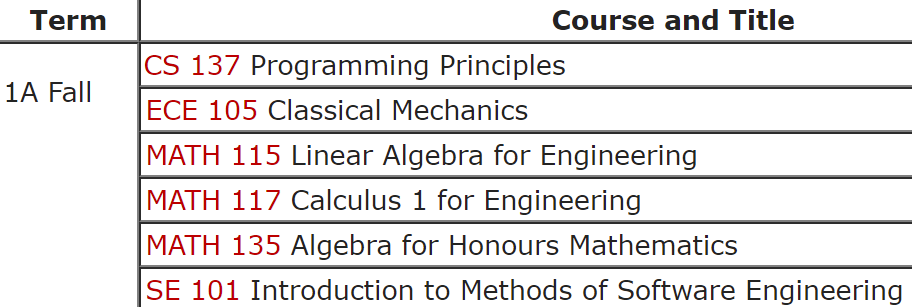 Term Course and Title
1A Fall
CS 137 Programming Principles
ECE 105 Classical Mechanics
MATH 115 Linear Algebra for Engineering
MATH 117 Calculus 1 for Engineering
MATH 135 Algebra for Honours Mathematics
SE 101 Introduction to Methods of Software Engineering